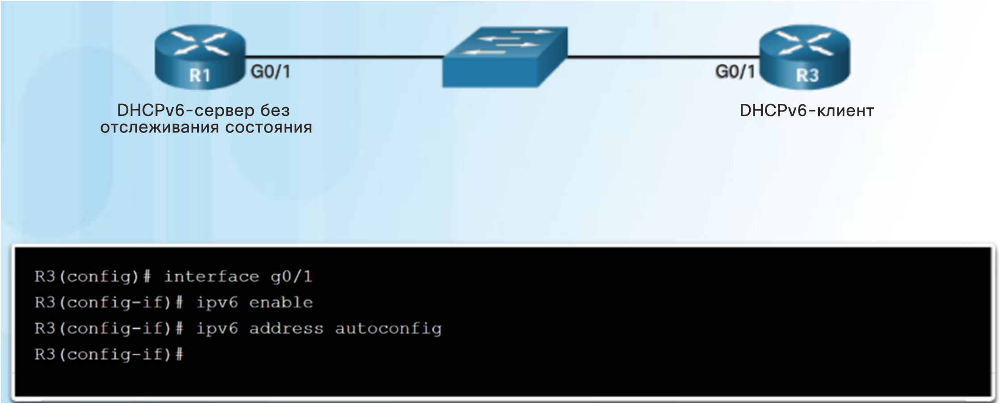 R1
G0/1
G0/1
R3
DHCPv6-сервер без
отслеживания состояния
DHCPv6-клиент
R3(config)# interface g0/1
R3(config-if)# ipv6 enable
R3(config-if)# ipv6 address autoconfig
R3(config-if)#